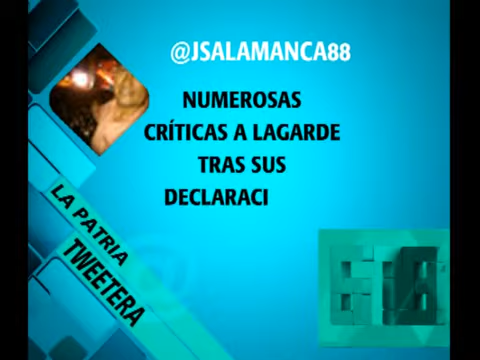 @JSALAMANCA88
NUMEROSAS
CRÍTICAS A LAGARDE
TRAS SUS
DECLARACI
LA PATRIA
TWEETERA